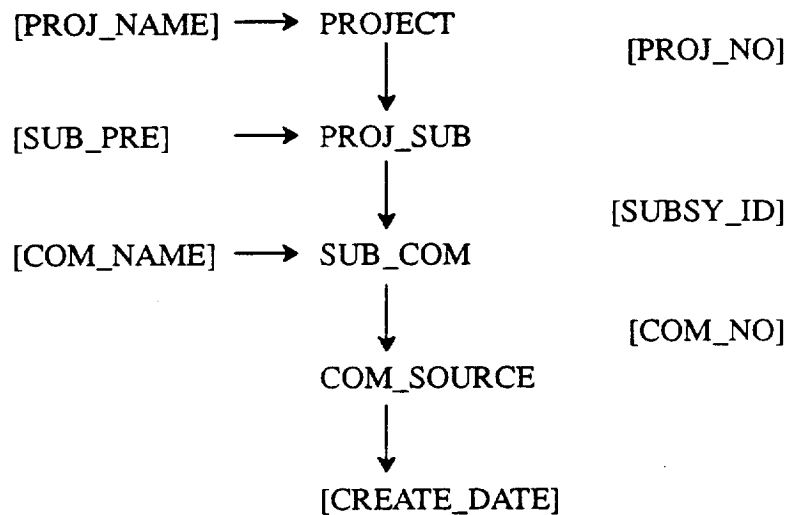 [PROJ_NAME] PROJECT
[PROJ_NO]
[SUB_PRE] PROJ_SUB
[SUBSY_ID]
[COM_NAME] SUB_COM
[COM_NO]
COM_SOURCE
[CREATE_DATE]